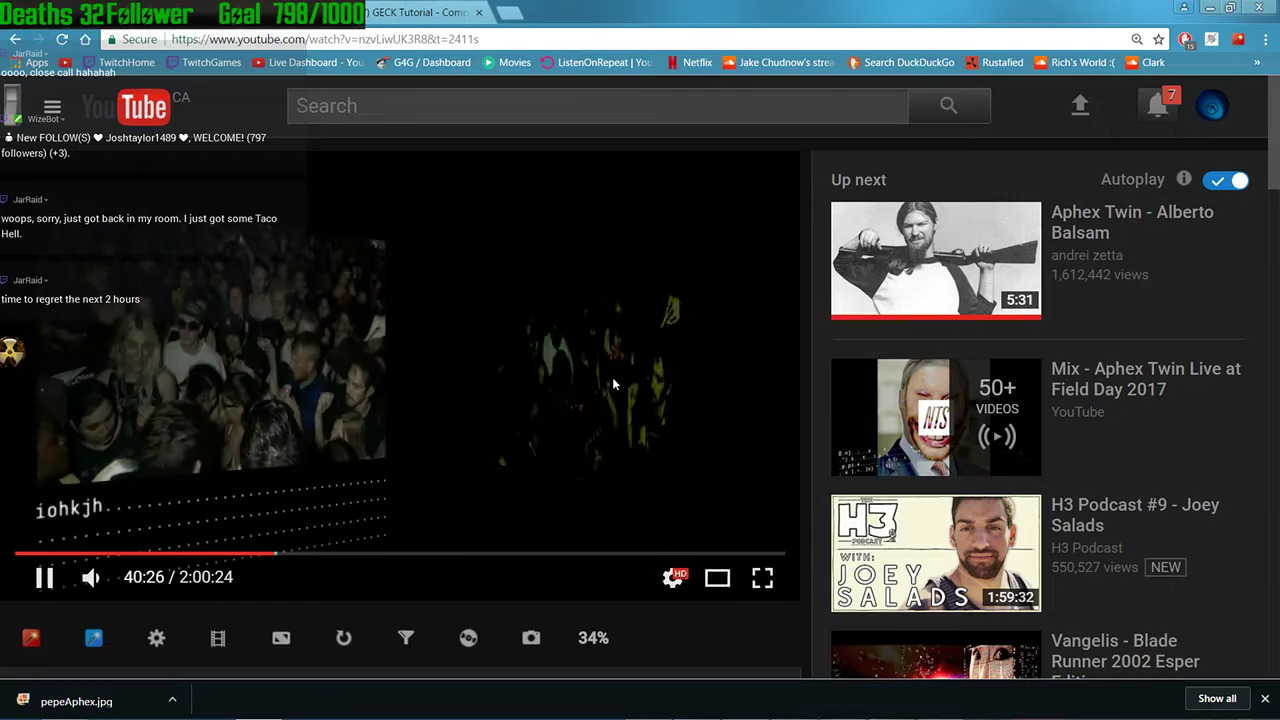 Deaths 32 Follower Goal 798/1000
) GECK Tutorial - Comp
Secure https://www.youtube.com/watch?v=nzvLiwUK3R8&t=2411s
15
Apps
TwitchHome
TwitchGames
Live Dashboard - You
G4G / Dashboard
Movies
ListenOnRepeat | You
Netflix
Jake Chudnow's stream
Search DuckDuckGo
Rustafied
Rich's World :(
Clark
»
JarRaid
oooo, close call hahahah
YouTube CA
Search
7
WizeBot
New FOLLOW(S) ♥ Joshtaylor1489 ♥, WELCOME! (797
followers) (+3).
JarRaid
woops, sorry, just got back in my room. I just got some Taco
Hell.
JarRaid
time to regret the next 2 hours
iohkjh
40:26 / 2:00:24
HD
34%
Up next
Autoplay
Aphex Twin - Alberto
Balsam
andrei zetta
1,612,442 views
5:31
50+
VIDEOS
NTS
Mix - Aphex Twin Live at
Field Day 2017
YouTube
THE
H3
PODCAST
WITH:
JOEY
SALADS
1:59:32
H3 Podcast #9 - Joey
Salads
H3 Podcast
550,527 views NEW
Vangelis - Blade
Runner 2002 Esper
pepeAphex.jpg
Show all